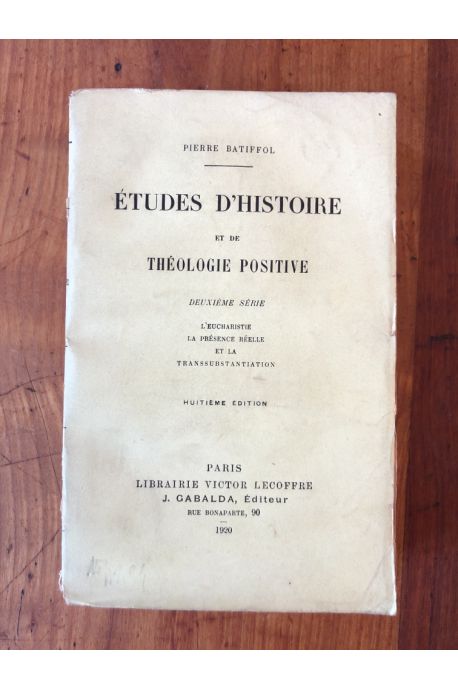 PIERRE BATIFFOL
ÉTUDES D'HISTOIRE
ET DE
THÉOLOGIE POSITIVE
DEUXIÈME SÉRIE
L'EUCHARISTIE
LA PRÉSENCE RÉELLE
ET LA
TRANSSUBSTANTIATION
HUITIÈME ÉDITION
PARIS
LIBRAIRIE VICTOR LECOFFRE
J. GABALDA, Éditeur
RUE BONAPARTE, 90
1920